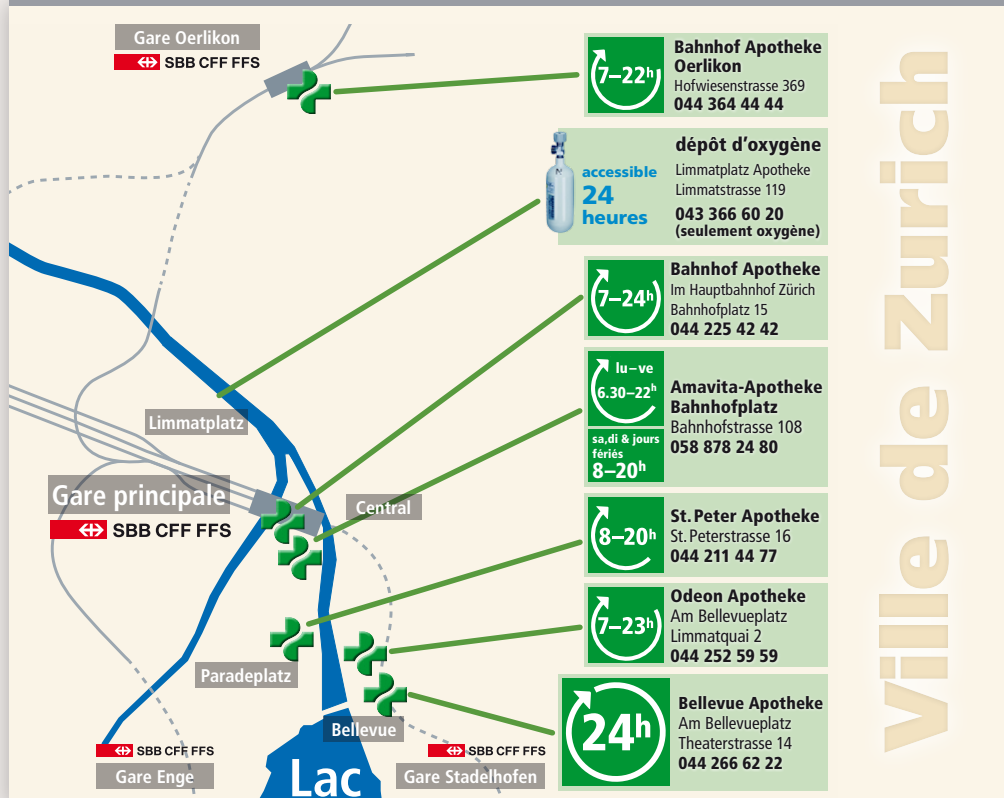 Gare Oerlikon
SBB CFF FFS
7–22h
Bahnhof Apotheke
Oerlikon
Hofwiesenstrasse 369
044 364 44 44
accessible
24
heures
dépôt d'oxygène
Limmatplatz Apotheke
Limmatstrasse 119
043 366 60 20
(seulement oxygène)
7–24h
Bahnhof Apotheke
Im Hauptbahnhof Zürich
Bahnhofplatz 15
044 225 42 42
lu–ve
6.30–22h
sa,di & jours
fériés
8–20h
Amavita-Apotheke
Bahnhofplatz
Bahnhofstrasse 108
058 878 24 80
8–20h
St. Peter Apotheke
St. Peterstrasse 16
044 211 44 77
7–23h
Odeon Apotheke
Am Bellevueplatz
Limmatquai 2
044 252 59 59
24h
Bellevue Apotheke
Am Bellevueplatz
Theaterstrasse 14
044 266 62 22
Limmatplatz
Gare principale
SBB CFF FFS
Central
Paradeplatz
Bellevue
SBB CFF FFS
Gare Enge
Lac
SBB CFF FFS
Gare Stadelhofen
Ville de Zurich